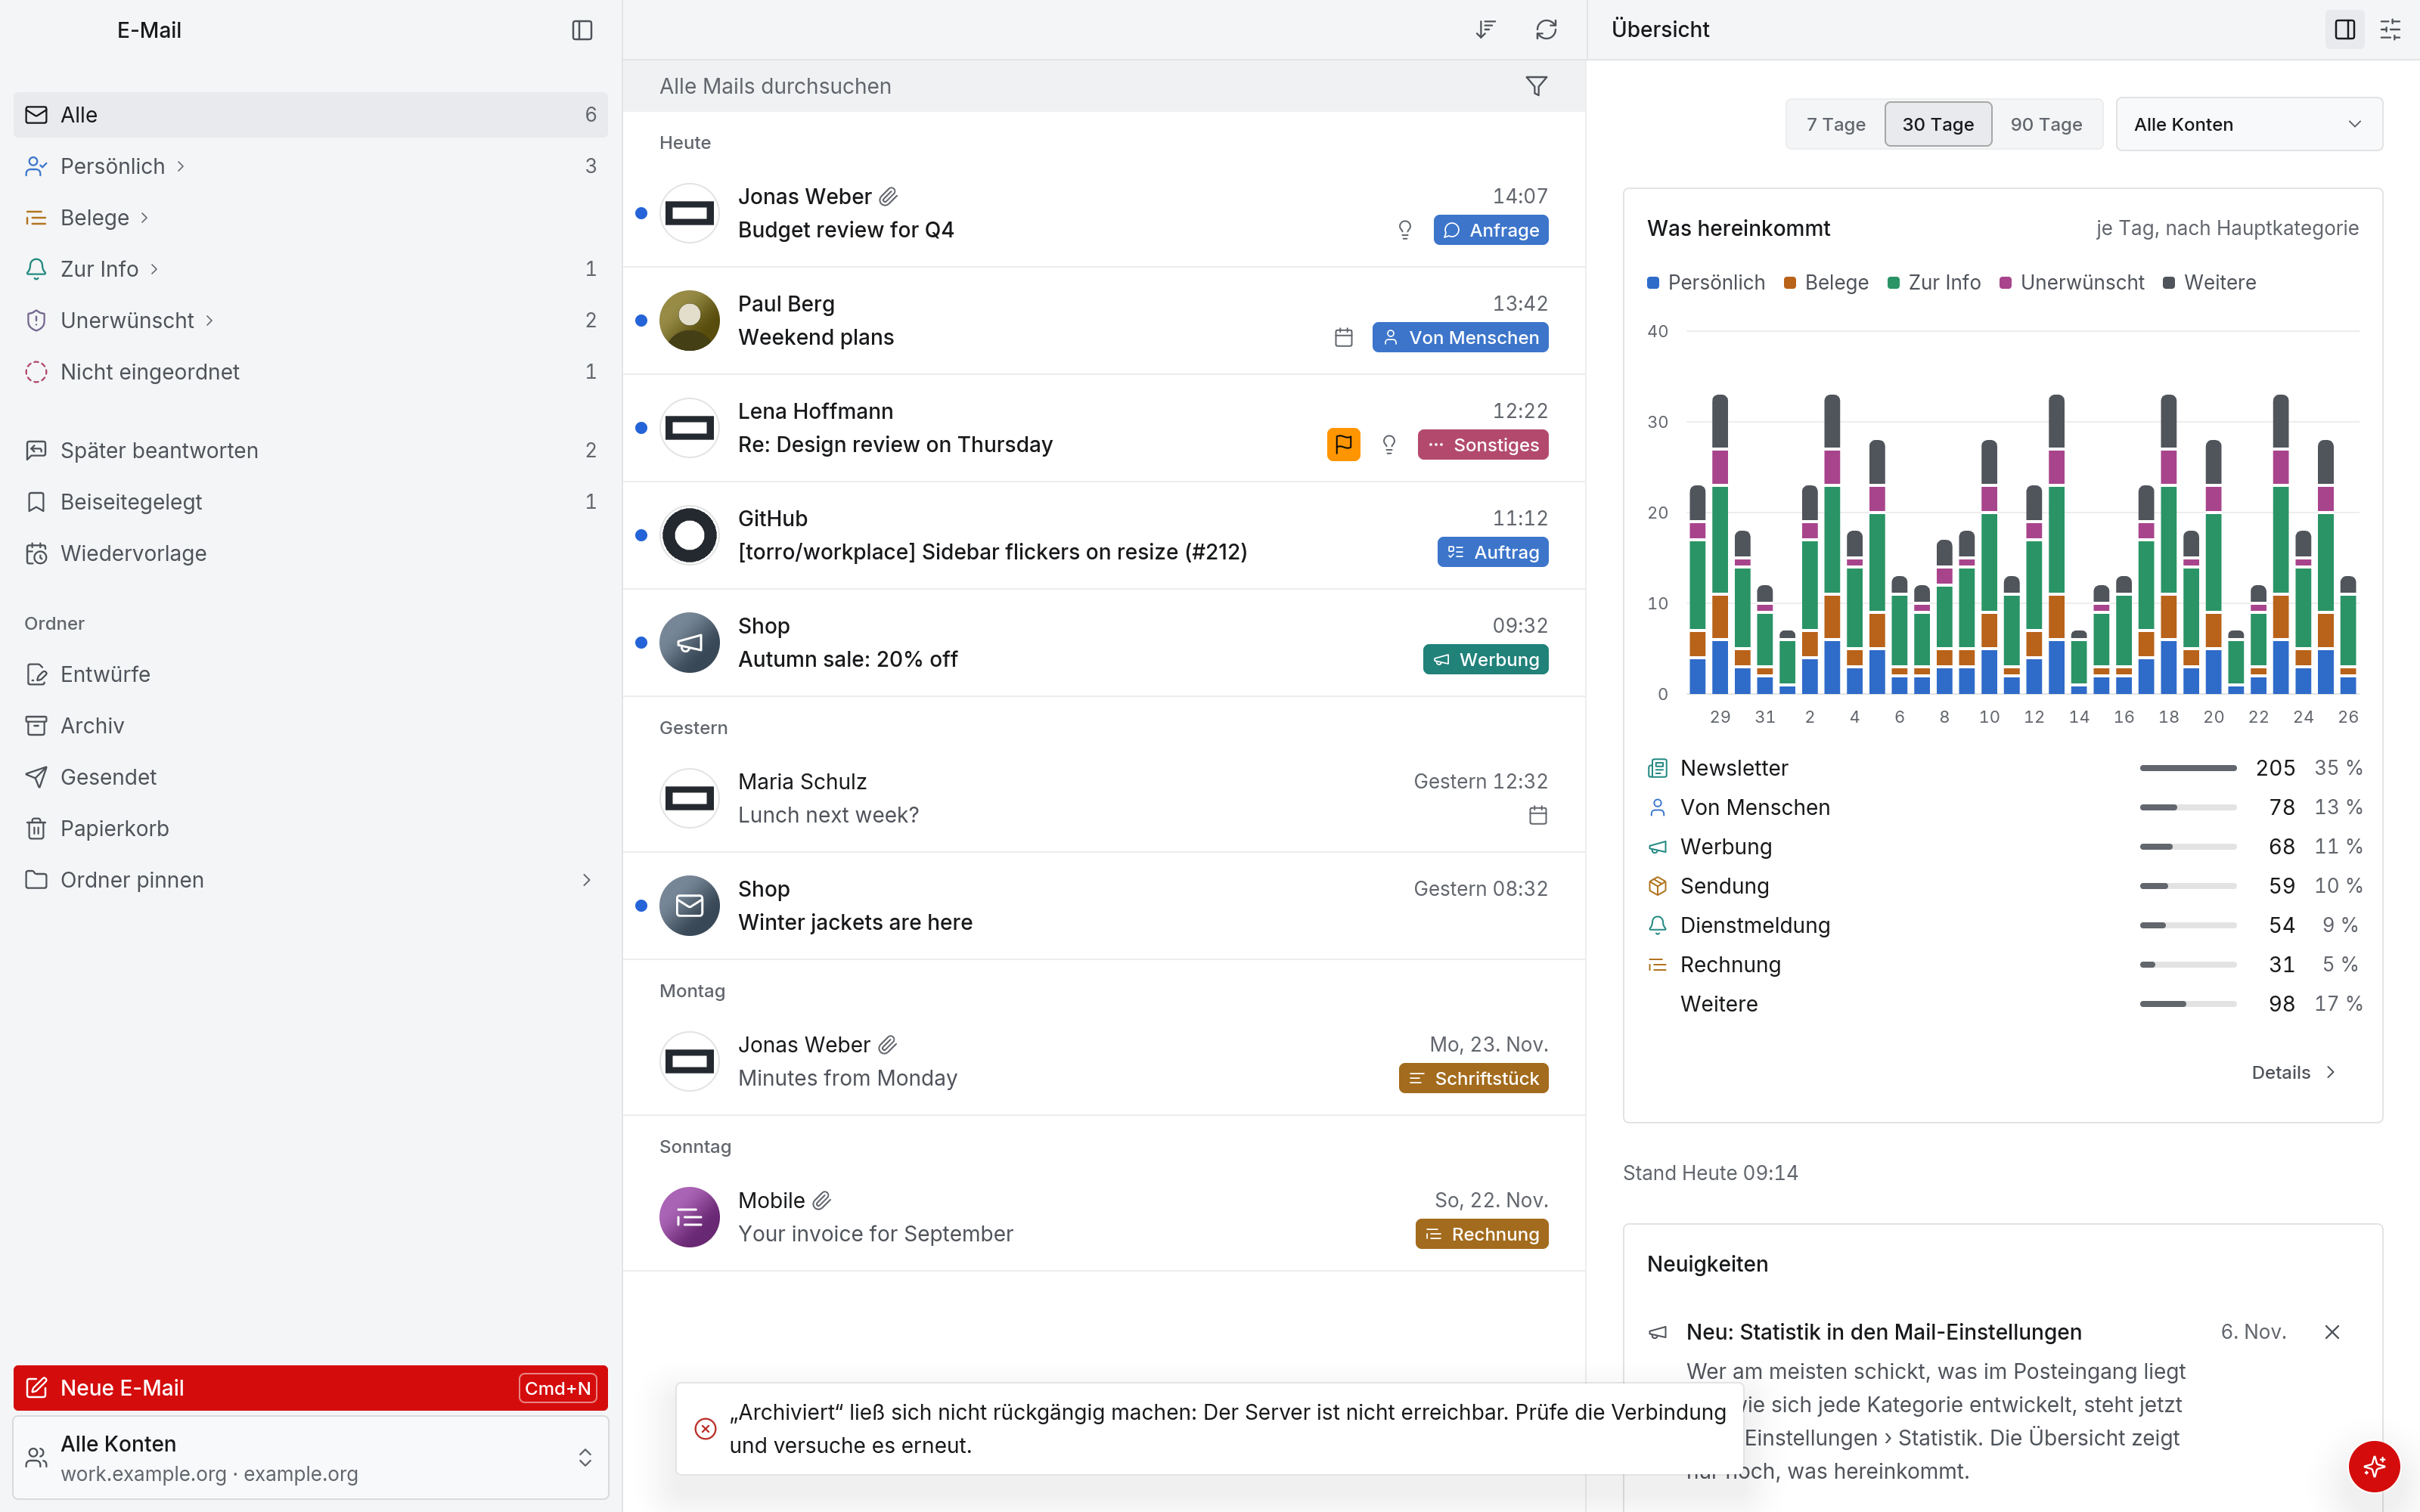 E-Mail
Alle 6
Persönlich 3
Belege
Zur Info 1
Unerwünscht 2
Nicht eingeordnet 1
Später beantworten 2
Beiseitegelegt 1
Wiedervorlage
Ordner
Entwürfe
Archiv
Gesendet
Papierkorb
Ordner pinnen
Neue E-Mail Cmd+N
Alle Konten
work.example.org · example.org
Alle Mails durchsuchen
Heute
Jonas Weber 14:07
Budget review for Q4 Anfrage
Paul Berg 13:42
Weekend plans Von Menschen
Lena Hoffmann 12:22
Re: Design review on Thursday Sonstiges
GitHub 11:12
[torro/workplace] Sidebar flickers on resize (#212) Auftrag
Shop 09:32
Autumn sale: 20% off Werbung
Gestern
Maria Schulz Gestern 12:32
Lunch next week?
Shop Gestern 08:32
Winter jackets are here
Montag
Jonas Weber Mo, 23. Nov.
Minutes from Monday Schriftstück
Sonntag
Mobile So, 22. Nov.
Your invoice for September Rechnung
„Archiviert“ ließ sich nicht rückgängig machen: Der Server ist nicht erreichbar. Prüfe die Verbindung
und versuche es erneut.
Übersicht
7 Tage 30 Tage 90 Tage Alle Konten
Was hereinkommt je Tag, nach Hauptkategorie
Persönlich Belege Zur Info Unerwünscht Weitere
40
30
20
10
0
29 31 2 4 6 8 10 12 14 16 18 20 22 24 26
Newsletter 205 35 %
Von Menschen 78 13 %
Werbung 68 11 %
Sendung 59 10 %
Dienstmeldung 54 9 %
Rechnung 31 5 %
Weitere 98 17 %
Details
Stand Heute 09:14
Neuigkeiten
Neu: Statistik in den Mail-Einstellungen 6. Nov.
Wer am meisten schickt, was im Posteingang liegt
sich jede Kategorie entwickelt, steht jetzt
Einstellungen › Statistik. Die Übersicht zeigt
noch, was hereinkommt.